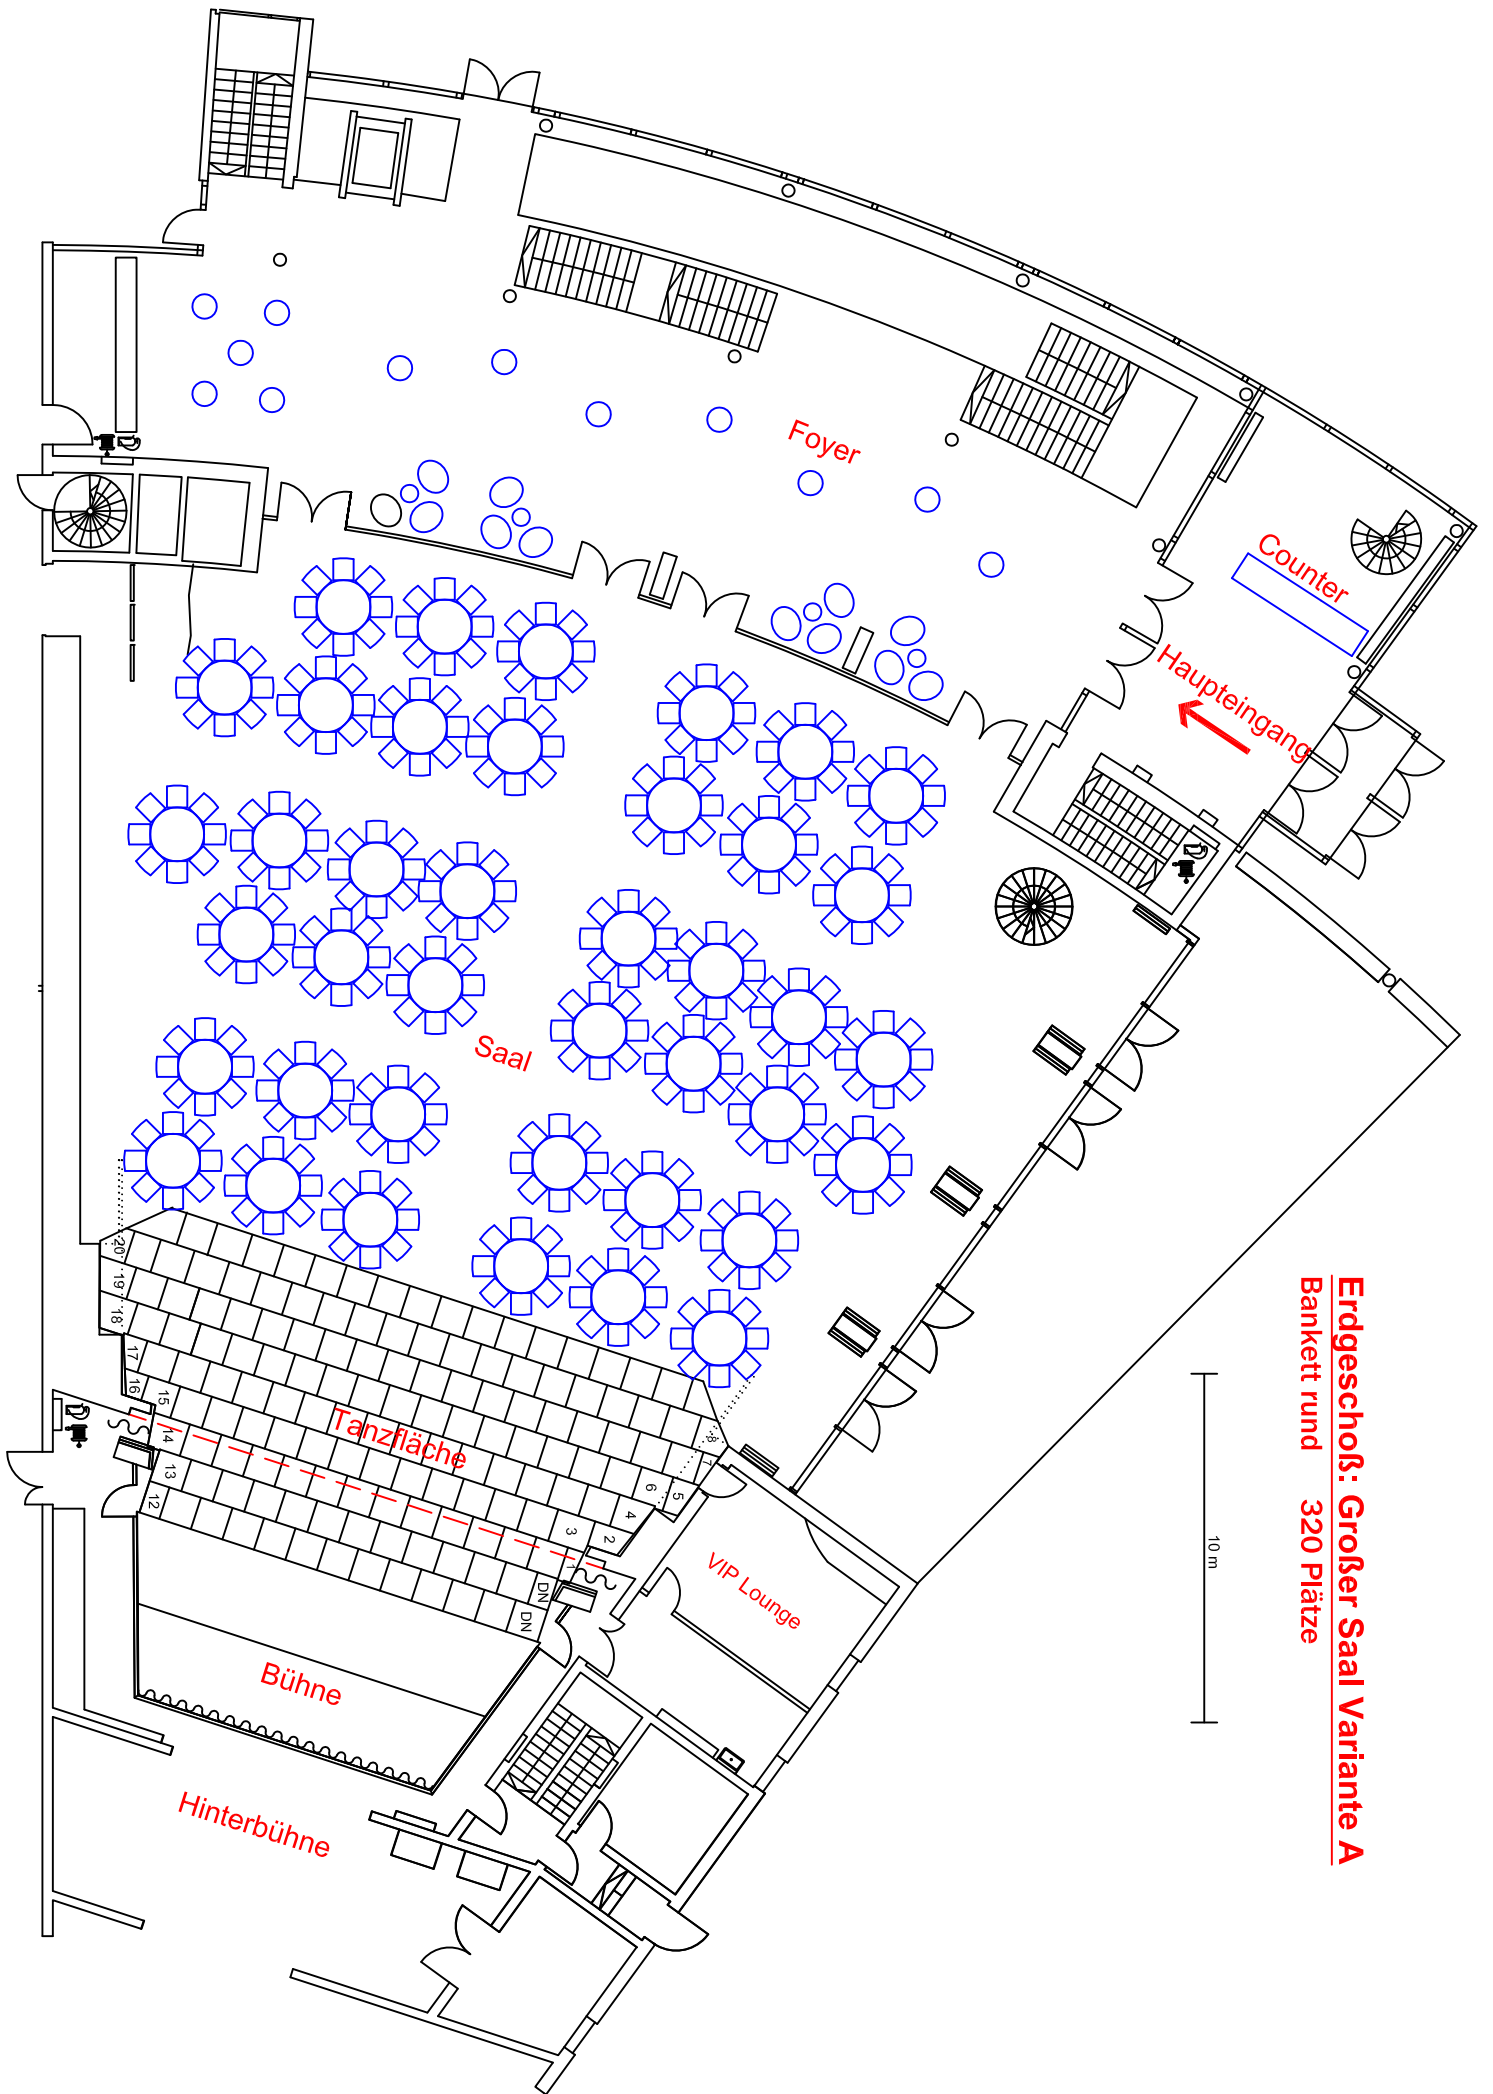 Erdgeschoß: Großer Saal Variante A
Bankett rund 320 Plätze
10 m
Foyer
Counter
Haupteingang
Saal
Tanzfläche
VIP Lounge
Bühne
Hinterbühne
20
19
18
17
16
15
14
13
12
8
7
6
5
4
3
2
1
DN
DN